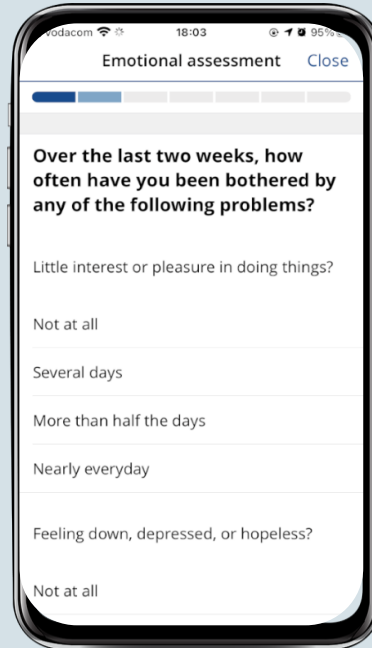 vodacom 18:03 95%
Emotional assessment Close
Over the last two weeks, how
often have you been bothered by
any of the following problems?
Little interest or pleasure in doing things?
Not at all
Several days
More than half the days
Nearly everyday
Feeling down, depressed, or hopeless?
Not at all